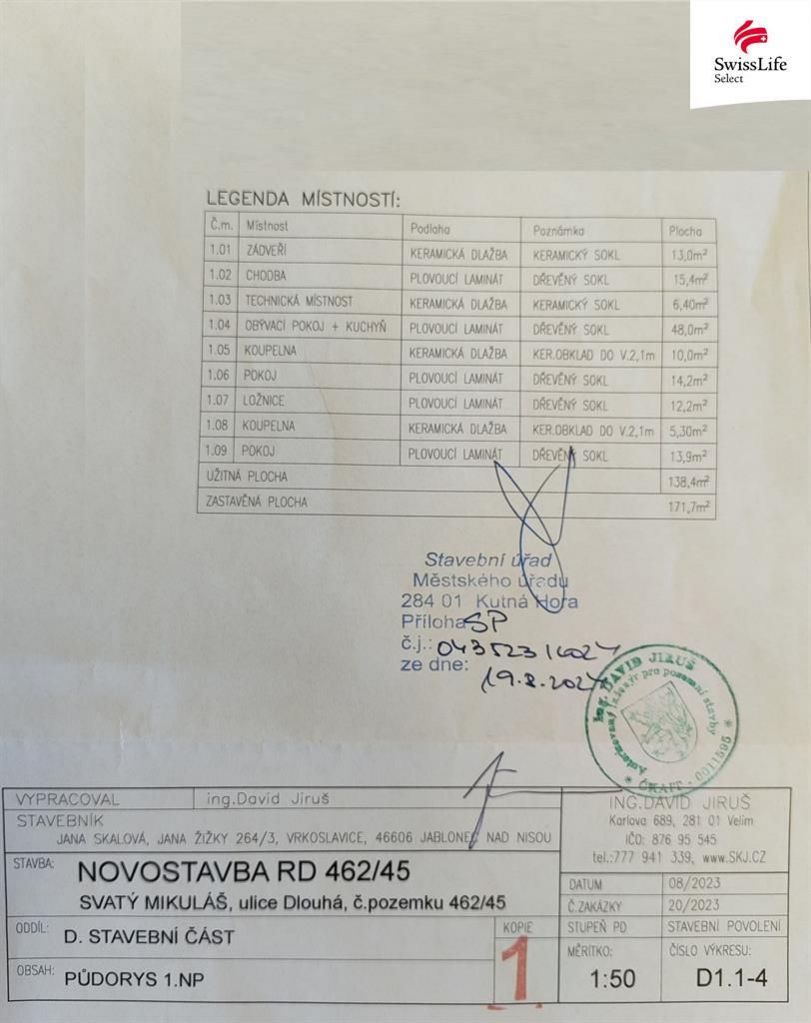 SwissLife
Select
LEGENDA MÍSTNOSTÍ:
Č.m. Místnost Podlaha Poznámka Plocha
1.01 ZÁDVEŘÍ KERAMICKÁ DLAŽBA KERAMICKÝ SOKL 13,0m²
1.02 CHODBA PLOVOUCÍ LAMINÁT DŘEVĚNÝ SOKL 15,4m²
1.03 TECHNICKÁ MÍSTNOST KERAMICKÁ DLAŽBA KERAMICKÝ SOKL 6,40m²
1.04 OBÝVACÍ POKOJ + KUCHYŇ PLOVOUCÍ LAMINÁT DŘEVĚNÝ SOKL 48,0m²
1.05 KOUPELNA KERAMICKÁ DLAŽBA KER.OBKLAD DO V.2,1m 10,0m²
1.06 POKOJ PLOVOUCÍ LAMINÁT DŘEVĚNÝ SOKL 14,2m²
1.07 LOŽNICE PLOVOUCÍ LAMINÁT DŘEVĚNÝ SOKL 12,2m²
1.08 KOUPELNA KERAMICKÁ DLAŽBA KER.OBKLAD DO V.2,1m 5,30m²
1.09 POKOJ PLOVOUCÍ LAMINÁT DŘEVĚNÝ SOKL 13,9m²
UŽITNÁ PLOCHA 138,4m²
ZASTAVĚNÁ PLOCHA 171,7m²
Stavební úřad
Městského úřadu
284 01 Kutná Hora
Příloha SP
č.j.:
ze dne: 19.8.2024
Ing. DAVID JIRUŠ
Autorizovaný inženýr pro pozemní stavby
* ČKAIT - 0011595 *
VYPRACOVAL ing.David Jiruš
STAVEBNÍK
JANA SKALOVÁ, JANA ŽIŽKY 264/3, VRKOSLAVICE, 46606 JABLONEC NAD NISOU
STAVBA: NOVOSTAVBA RD 462/45
SVATÝ MIKULÁŠ, ulice Dlouhá, č.pozemku 462/45
ODDÍL: D. STAVEBNÍ ČÁST
OBSAH: PŮDORYS 1.NP
KOPIE
1
ING.DAVID JIRUŠ
Karlova 689, 281 01 Velim
IČO: 876 95 545
tel.:777 941 339, www.SKJ.CZ
DATUM 08/2023
Č.ZAKÁZKY 20/2023
STUPEŇ PD STAVEBNÍ POVOLENÍ
MĚRITKO: ČÍSLO VÝKRESU:
1:50 D1.1-4